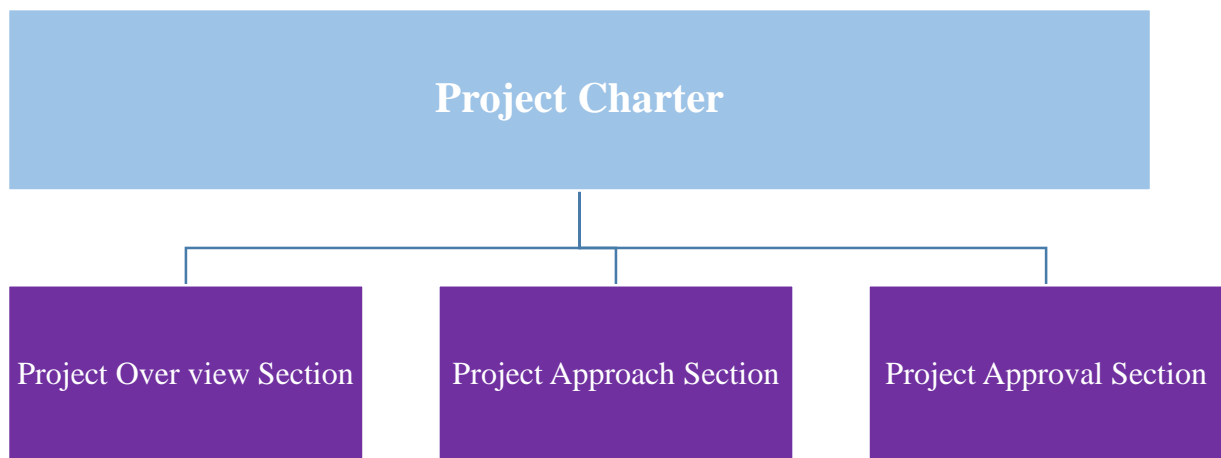 Project Charter
Project Over view Section
Project Approach Section
Project Approval Section